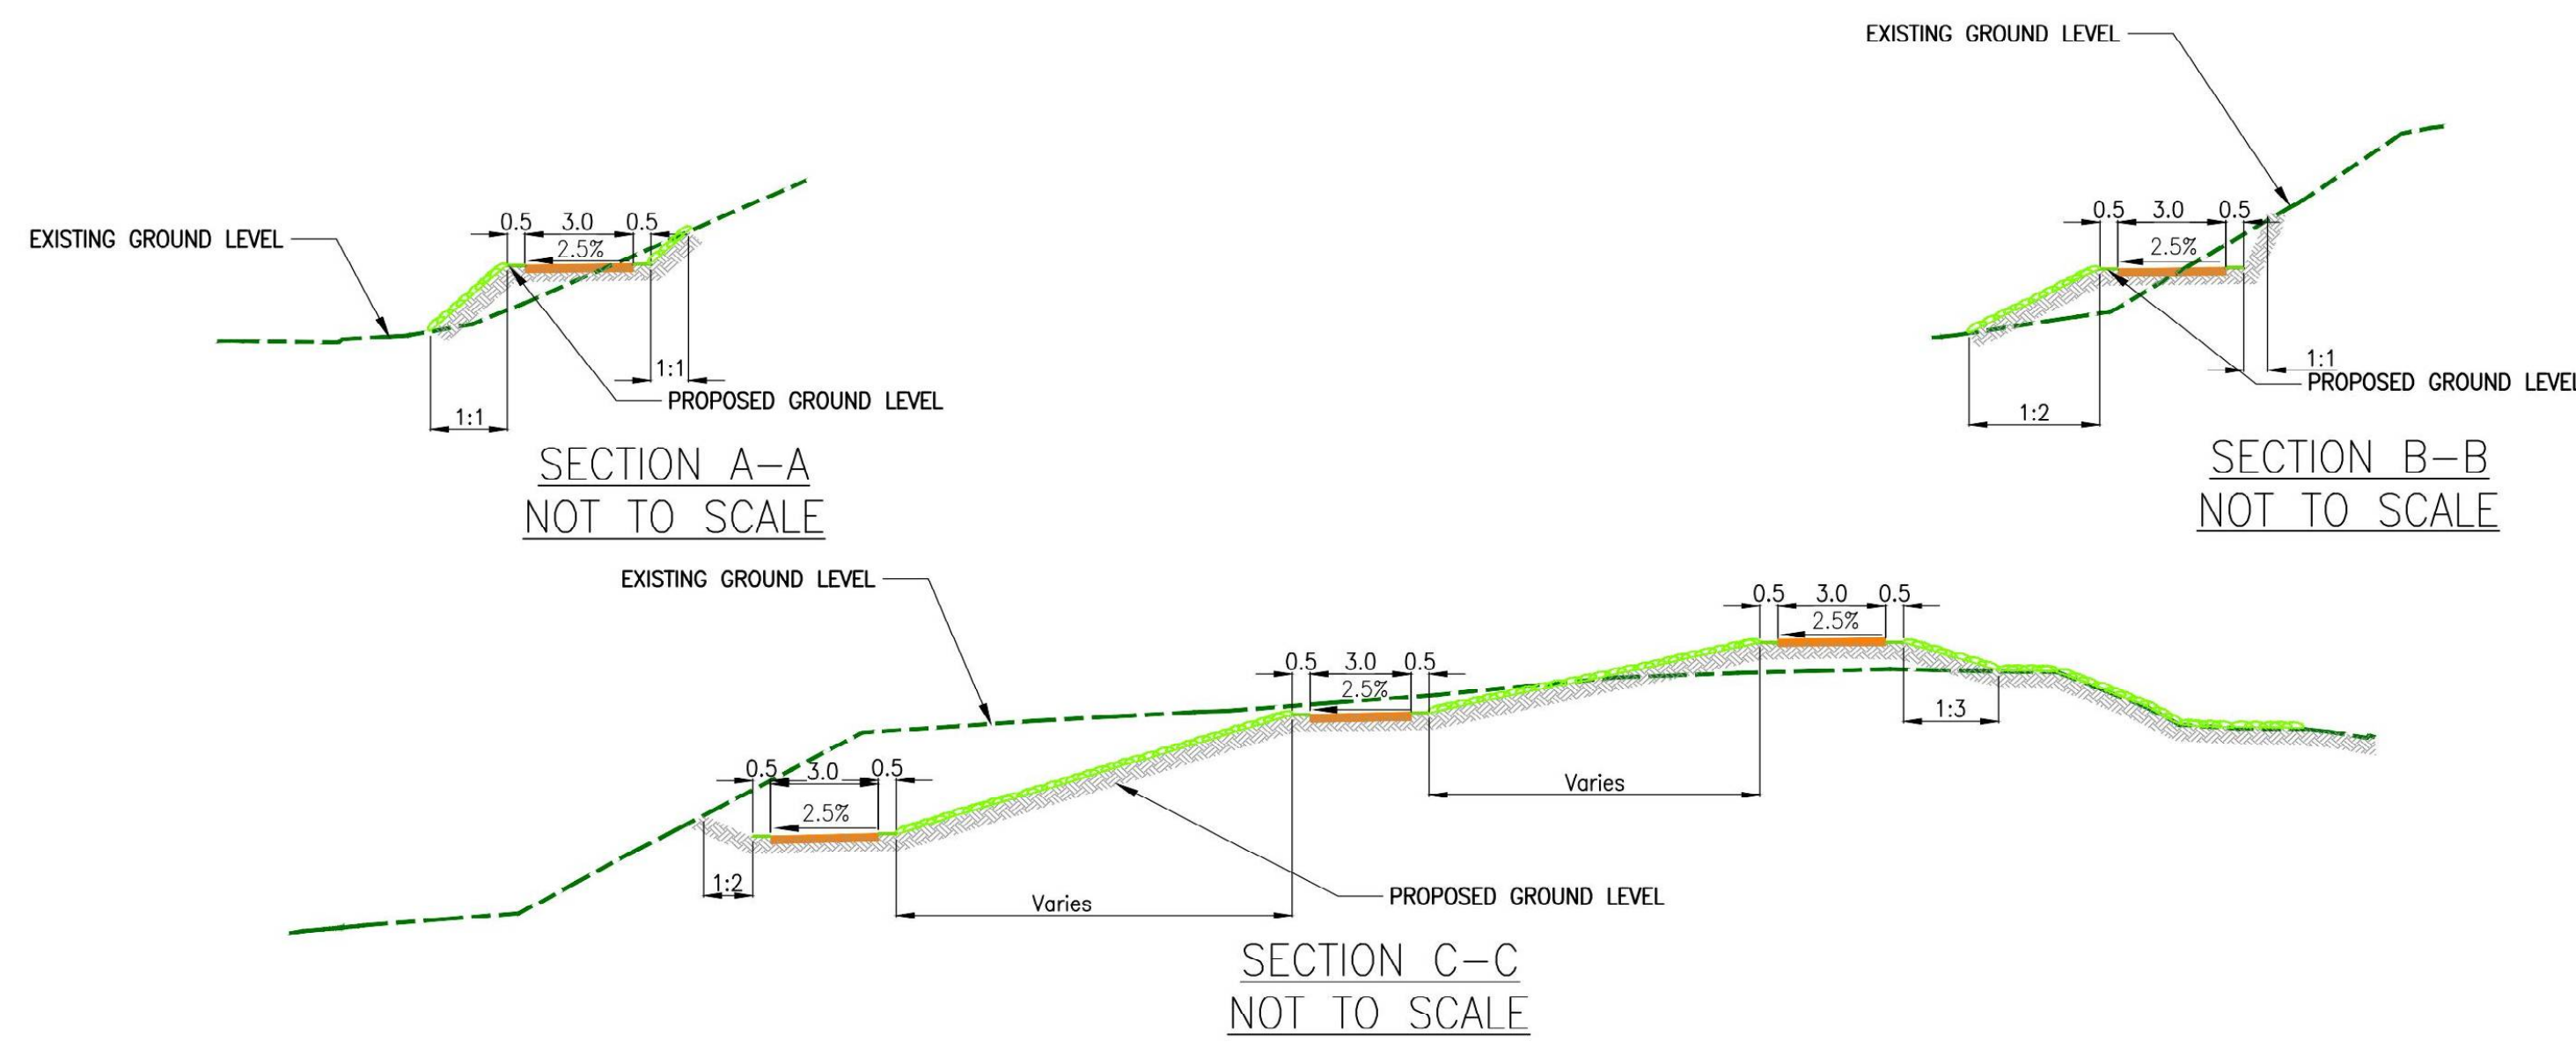 EXISTING GROUND LEVEL
0.5 3.0 0.5
2.5%
1:1
PROPOSED GROUND LEVEL
1:1
SECTION A-A
NOT TO SCALE
EXISTING GROUND LEVEL
0.5 3.0 0.5
2.5%
1:1
PROPOSED GROUND LEVEL
1:2
SECTION B-B
NOT TO SCALE
EXISTING GROUND LEVEL
0.5 3.0 0.5
2.5%
0.5 3.0 0.5
2.5%
1:3
0.5 3.0 0.5
2.5%
Varies
1:2
Varies
PROPOSED GROUND LEVEL
SECTION C-C
NOT TO SCALE